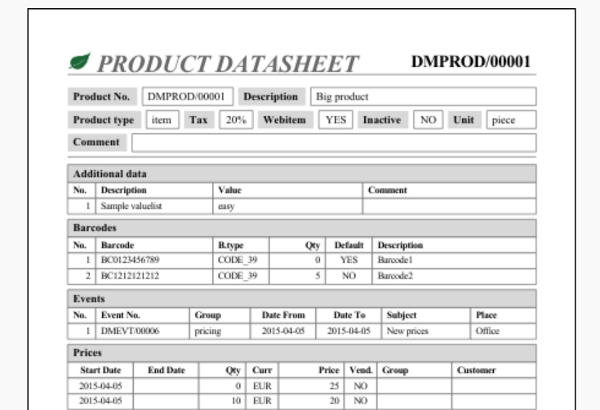 PRODUCT DATASHEET DMPROD/00001
Product No. DMPROD/00001 Description Big product
Product type item Tax 20% Webitem YES Inactive NO Unit piece
Comment
Additional data
No. Description Value Comment
1 Sample valuelist easy
Barcodes
No. Barcode B.type Qty Default Description
1 BC0123456789 CODE_39 0 YES Barcode1
2 BC1212121212 CODE_39 5 NO Barcode2
Events
No. Event No. Group Date From Date To Subject Place
1 DMEVT/00006 pricing 2015-04-05 2015-04-05 New prices Office
Prices
Start Date End Date Qty Curr Price Vend. Group Customer
2015-04-05 0 EUR 25 NO
2015-04-05 10 EUR 20 NO